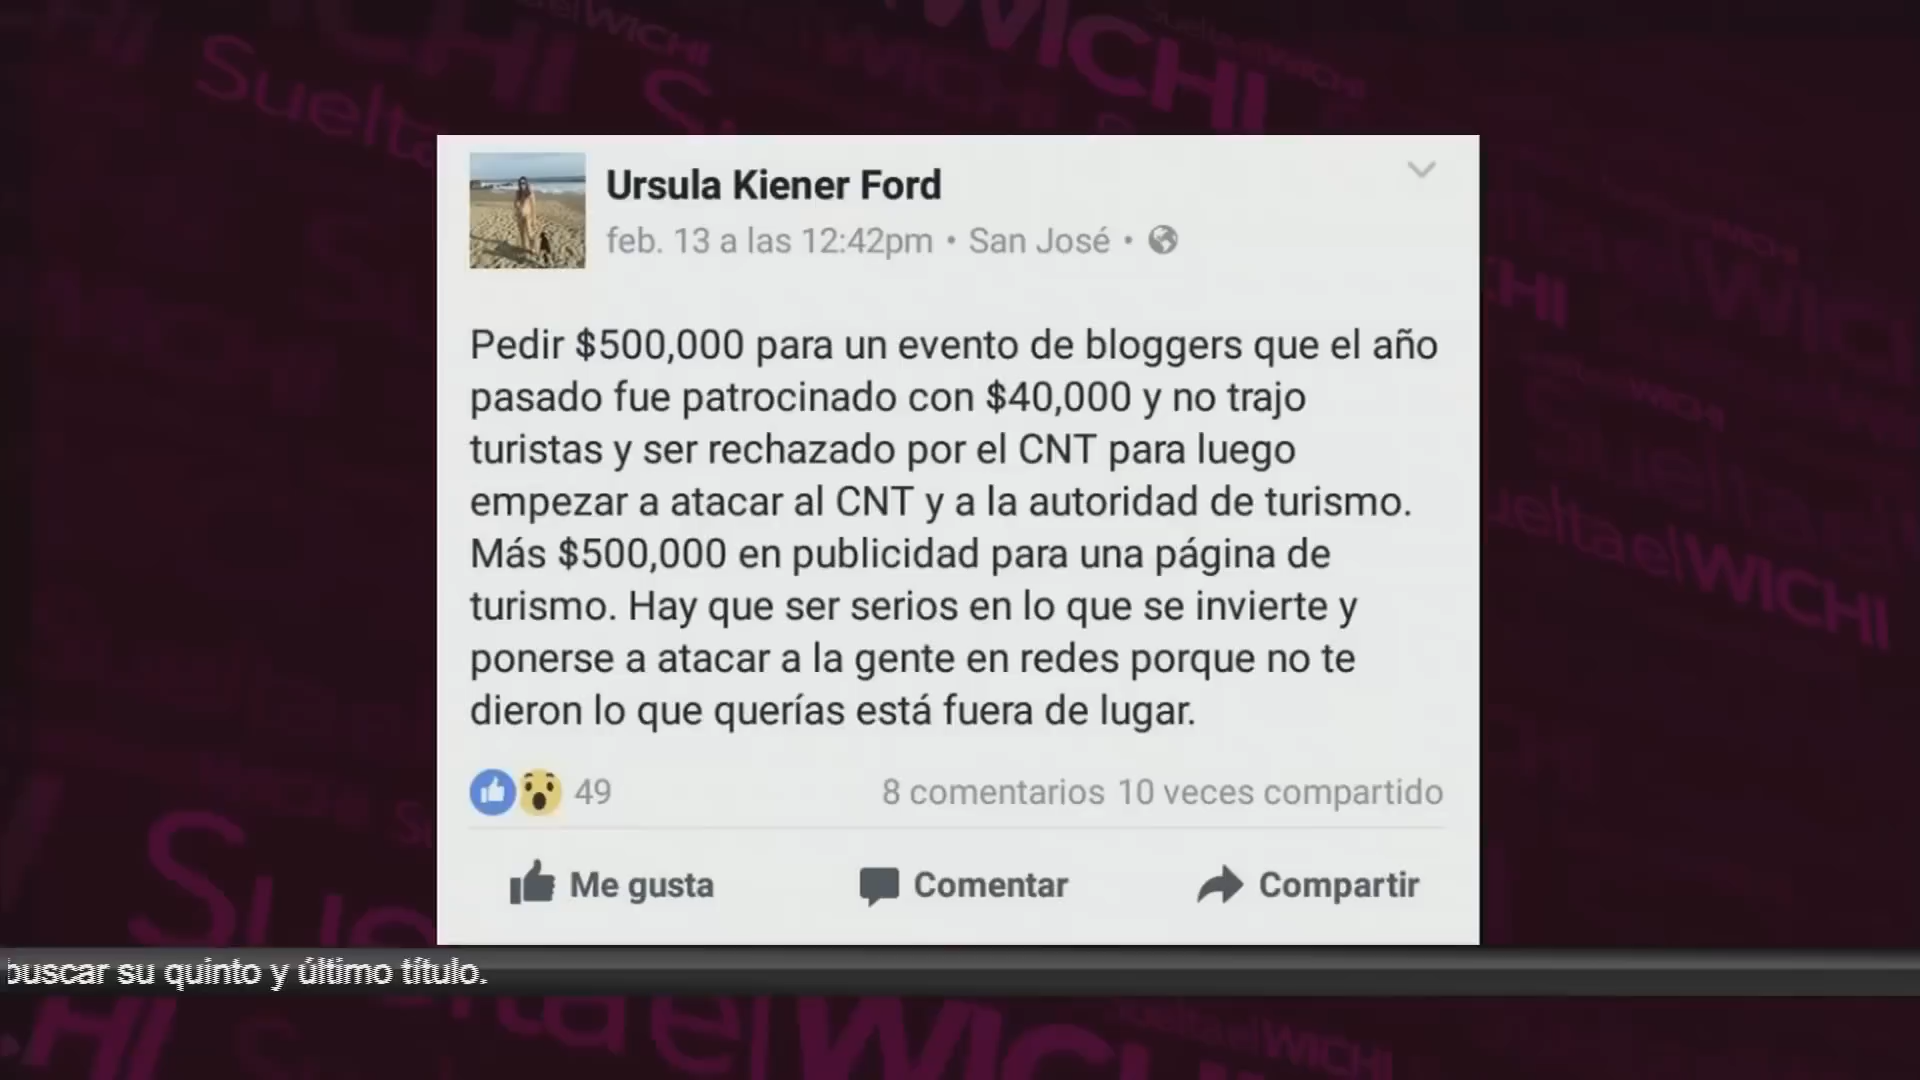 Suelta
WICHI
Ursula Kiener Ford
feb. 13 a las 12:42pm • San José •
Pedir $500,000 para un evento de bloggers que el año
pasado fue patrocinado con $40,000 y no trajo
turistas y ser rechazado por el CNT para luego
empezar a atacar al CNT y a la autoridad de turismo.
Más $500,000 en publicidad para una página de
turismo. Hay que ser serios en lo que se invierte y
ponerse a atacar a la gente en redes porque no te
dieron lo que querías está fuera de lugar.
49
8 comentarios 10 veces compartido
Me gusta
Comentar
Compartir
SueltaelWICHI
buscar su quinto y último título.